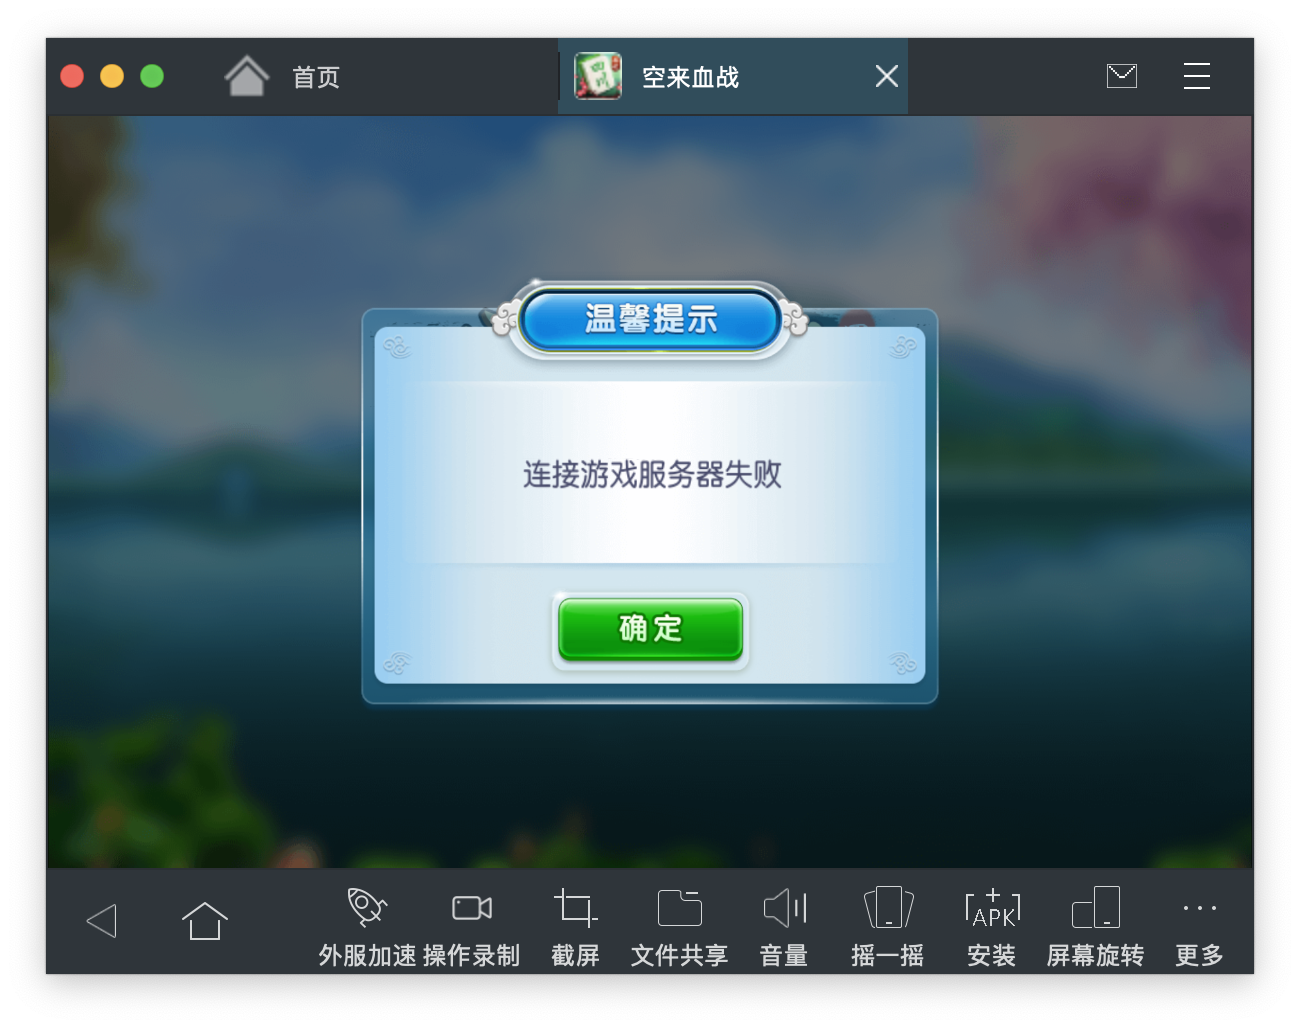 首页
空来血战
温馨提示
连接游戏服务器失败
确定
外服加速 操作录制 截屏 文件共享 音量 摇一摇 APK 安装 屏幕旋转 更多